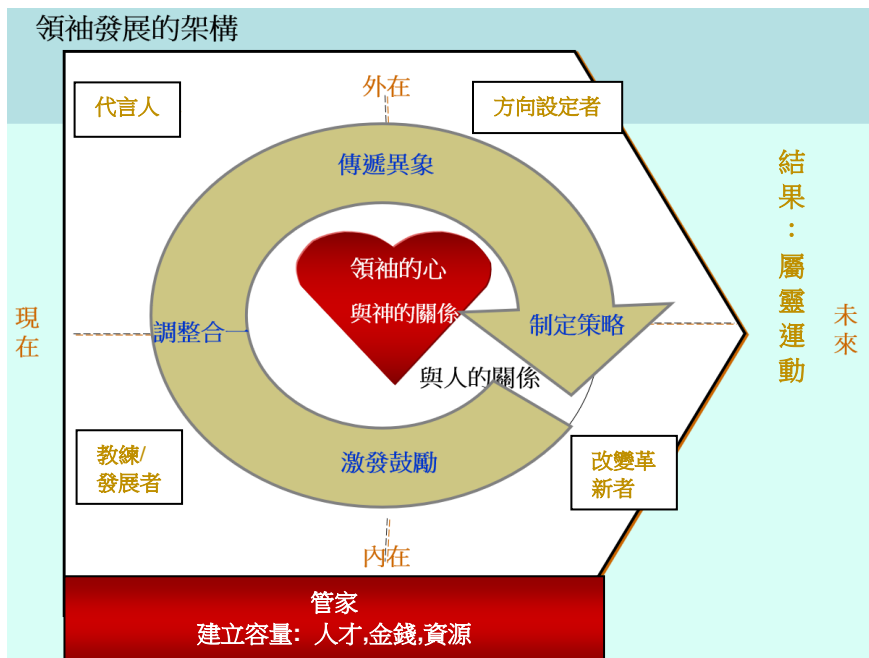 領袖發展的架構
外在
代言人
方向設定者
傳遞異象
結果：屬靈運動
領袖的心
與神的關係
現在
調整合一
制定策略
未來
與人的關係
教練/
發展者
激發鼓勵
改變革
新者
內在
管家
建立容量: 人才,金錢,資源